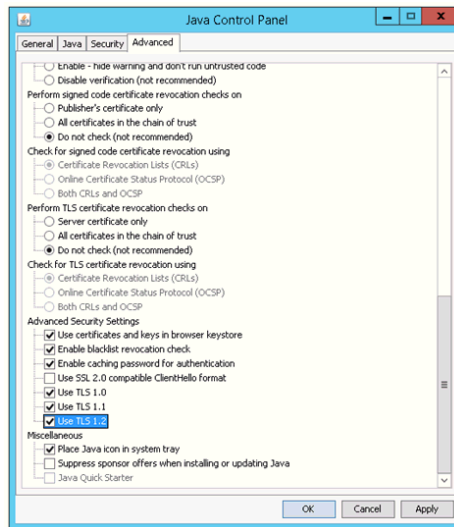 Java Control Panel
General Java Security Advanced
Enable - hide warning and don't run untrusted code
Disable verification (not recommended)
Perform signed code certificate revocation checks on
Publisher's certificate only
All certificates in the chain of trust
Do not check (not recommended)
Check for signed code certificate revocation using
Certificate Revocation Lists (CRLs)
Online Certificate Status Protocol (OCSP)
Both CRLs and OCSP
Perform TLS certificate revocation checks on
Server certificate only
All certificates in the chain of trust
Do not check (not recommended)
Check for TLS certificate revocation using
Certificate Revocation Lists (CRLs)
Online Certificate Status Protocol (OCSP)
Both CRLs and OCSP
Advanced Security Settings
Use certificates and keys in browser keystore
Enable blacklist revocation check
Enable caching password for authentication
Use SSL 2.0 compatible ClientHello format
Use TLS 1.0
Use TLS 1.1
Use TLS 1.2
Miscellaneous
Place Java icon in system tray
Suppress sponsor offers when installing or updating Java
Java Quick Starter
OK Cancel Apply